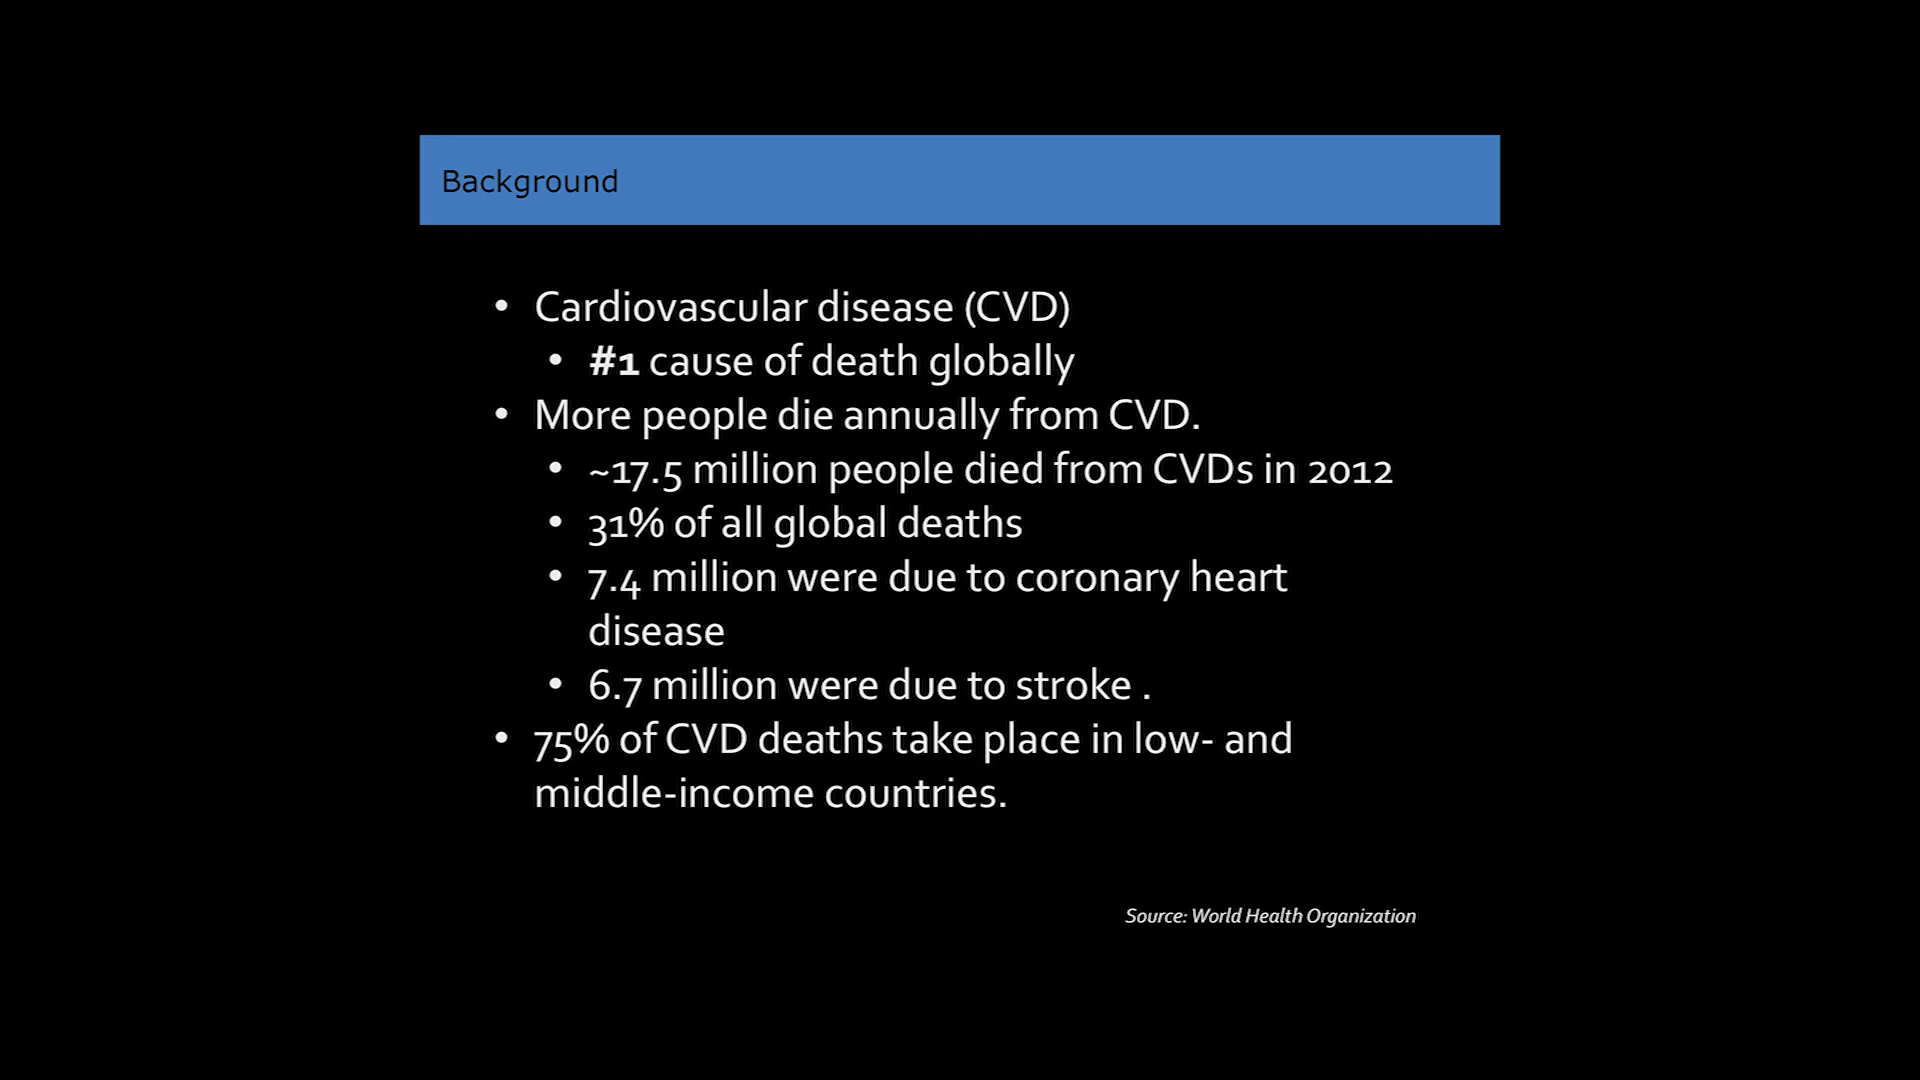 Background
• Cardiovascular disease (CVD)
• #1 cause of death globally
• More people die annually from CVD.
• ~17.5 million people died from CVDs in 2012
• 31% of all global deaths
• 7.4 million were due to coronary heart
disease
• 6.7 million were due to stroke .
• 75% of CVD deaths take place in low- and
middle-income countries.
Source: World Health Organization